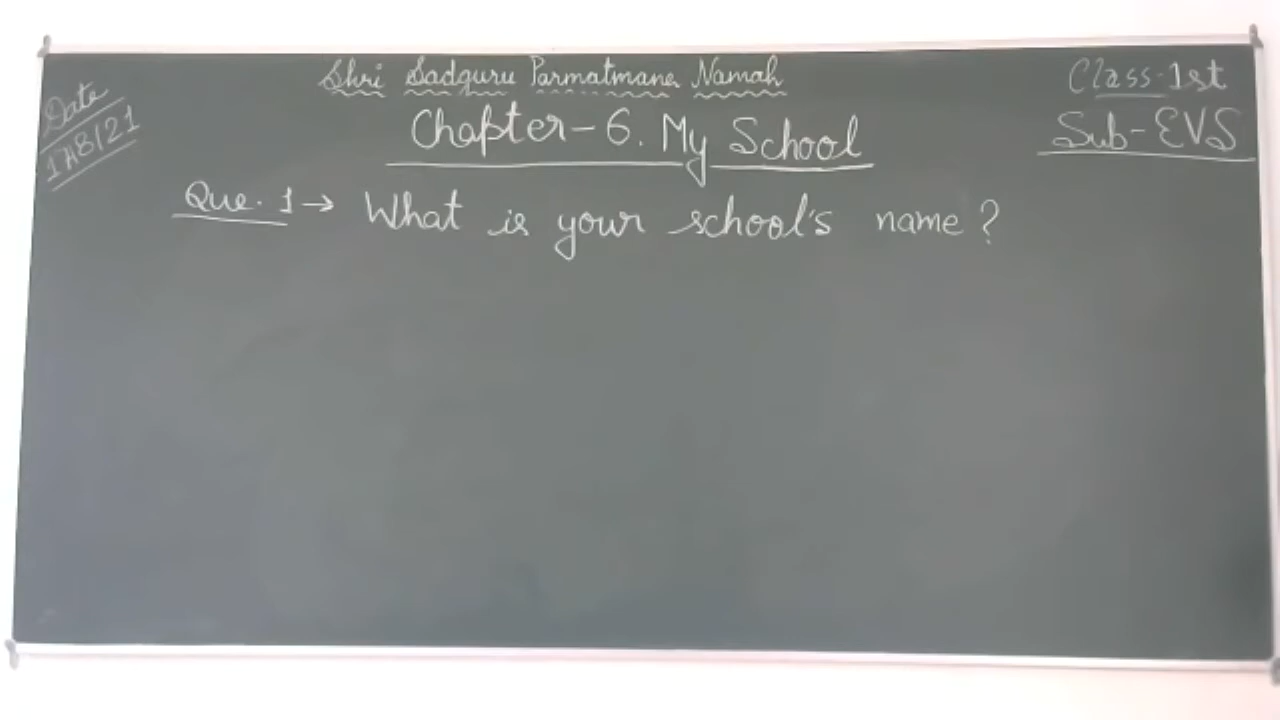 Shri Sadguru Parmatmane Namah
Class-1st
Date
17/8/21
Chapter-6. My School
Sub-EVS
Que. 1→ What is your school's name?